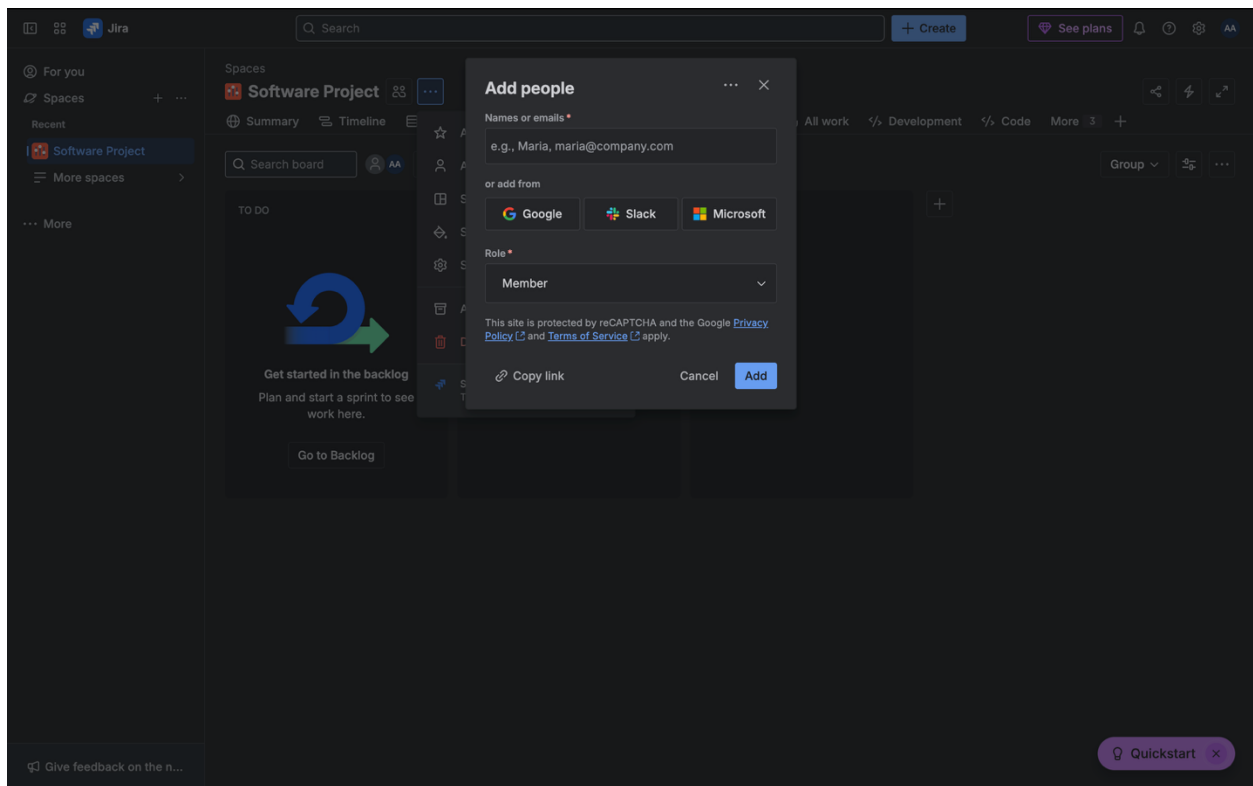 Jira
Search
+ Create
See plans
AA
For you
Spaces
Recent
Software Project
More spaces
More
Give feedback on the n...
Spaces
Software Project
Summary
Timeline
All work
Development
Code
More 3
Search board
AA
Group
TO DO
Get started in the backlog
Plan and start a sprint to see
work here.
Go to Backlog
Add people
Names or emails *
e.g., Maria, maria@company.com
or add from
Google
Slack
Microsoft
Role *
Member
This site is protected by reCAPTCHA and the Google Privacy
Policy and Terms of Service apply.
Copy link
Cancel
Add
Quickstart